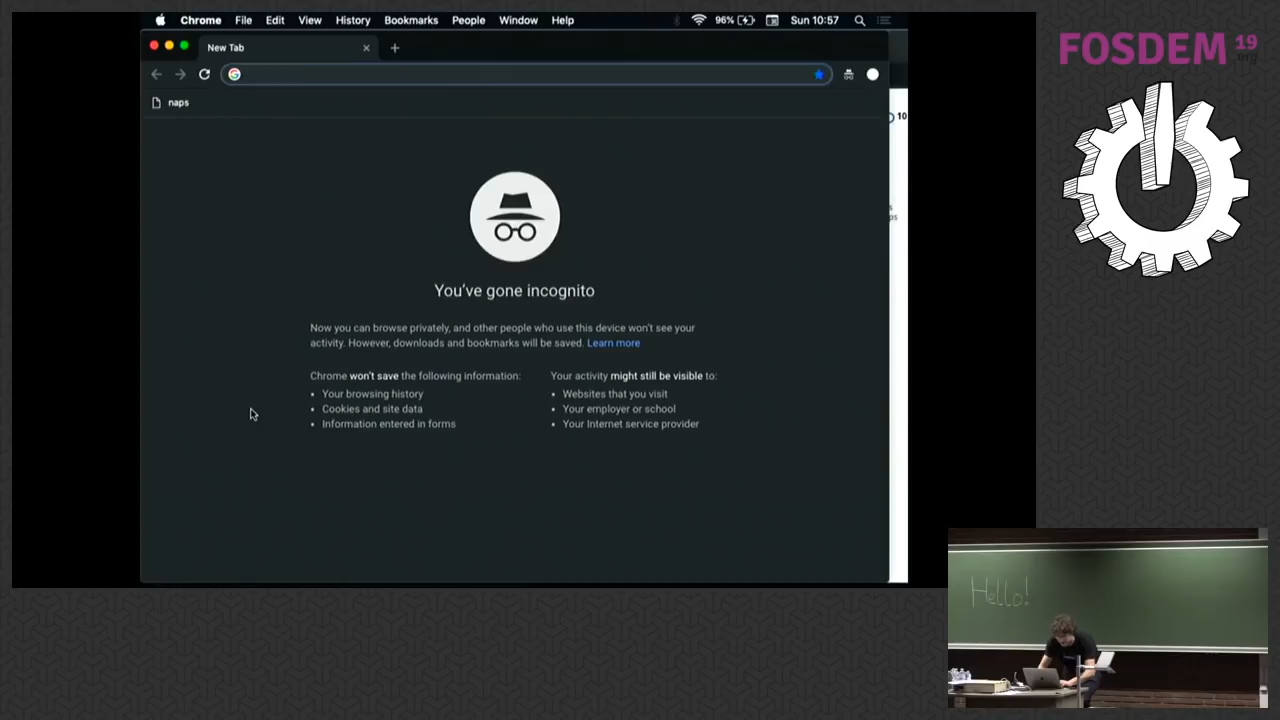 Chrome File Edit View History Bookmarks People Window Help 96% Sun 10:57
New Tab
naps
10
You've gone incognito
Now you can browse privately, and other people who use this device won't see your
activity. However, downloads and bookmarks will be saved. Learn more
Chrome won't save the following information:
• Your browsing history
• Cookies and site data
• Information entered in forms
Your activity might still be visible to:
• Websites that you visit
• Your employer or school
• Your Internet service provider
FOSDEM 19
.org
Hello!